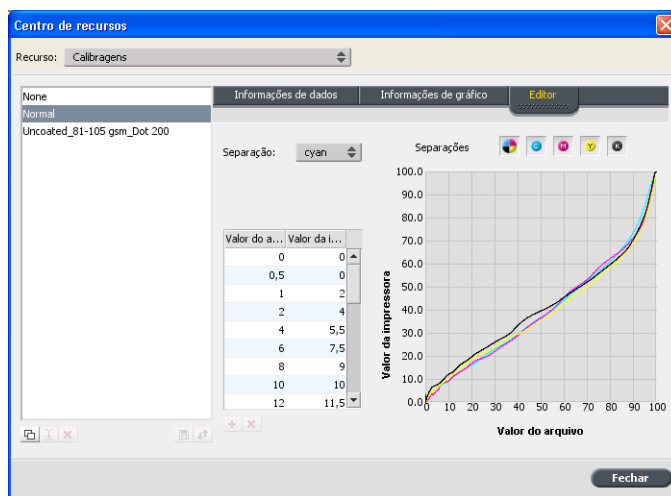 Centro de recursos
Recurso: Calibragens
None
Normal
Uncoated_81-105 gsm_Dot 200
Informações de dados Informações de gráfico Editor
Separação: cyan
Separações C M Y K
Valor do a... Valor da i...
0 0
0,5 0
1 2
2 4
4 5,5
6 7,5
8 9
10 10
12 11,5
Valor da impressora
100.0
90.0
80.0
70.0
60.0
50.0
40.0
30.0
20.0
10.0
0.0
0 10 20 30 40 50 60 70 80 90 100
Valor do arquivo
Fechar